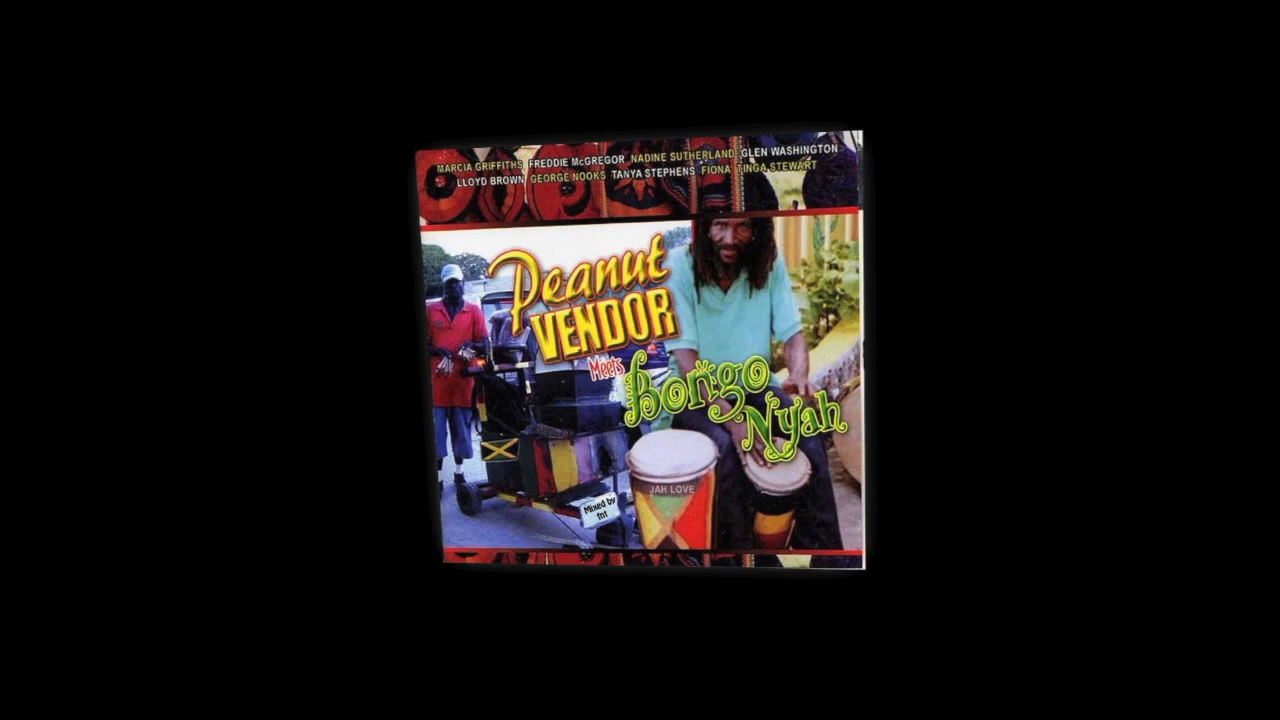 MARCIA GRIFFITHS FREDDIE McGREGOR NADINE SUTHERLAND GLEN WASHINGTON
LLOYD BROWN GEORGE NOOKS TANYA STEPHENS FIONA TINGA STEWART
Peanut
VENDOR
Meets
Bongo
Nyah
JAH LOVE
Mixed by
fnt